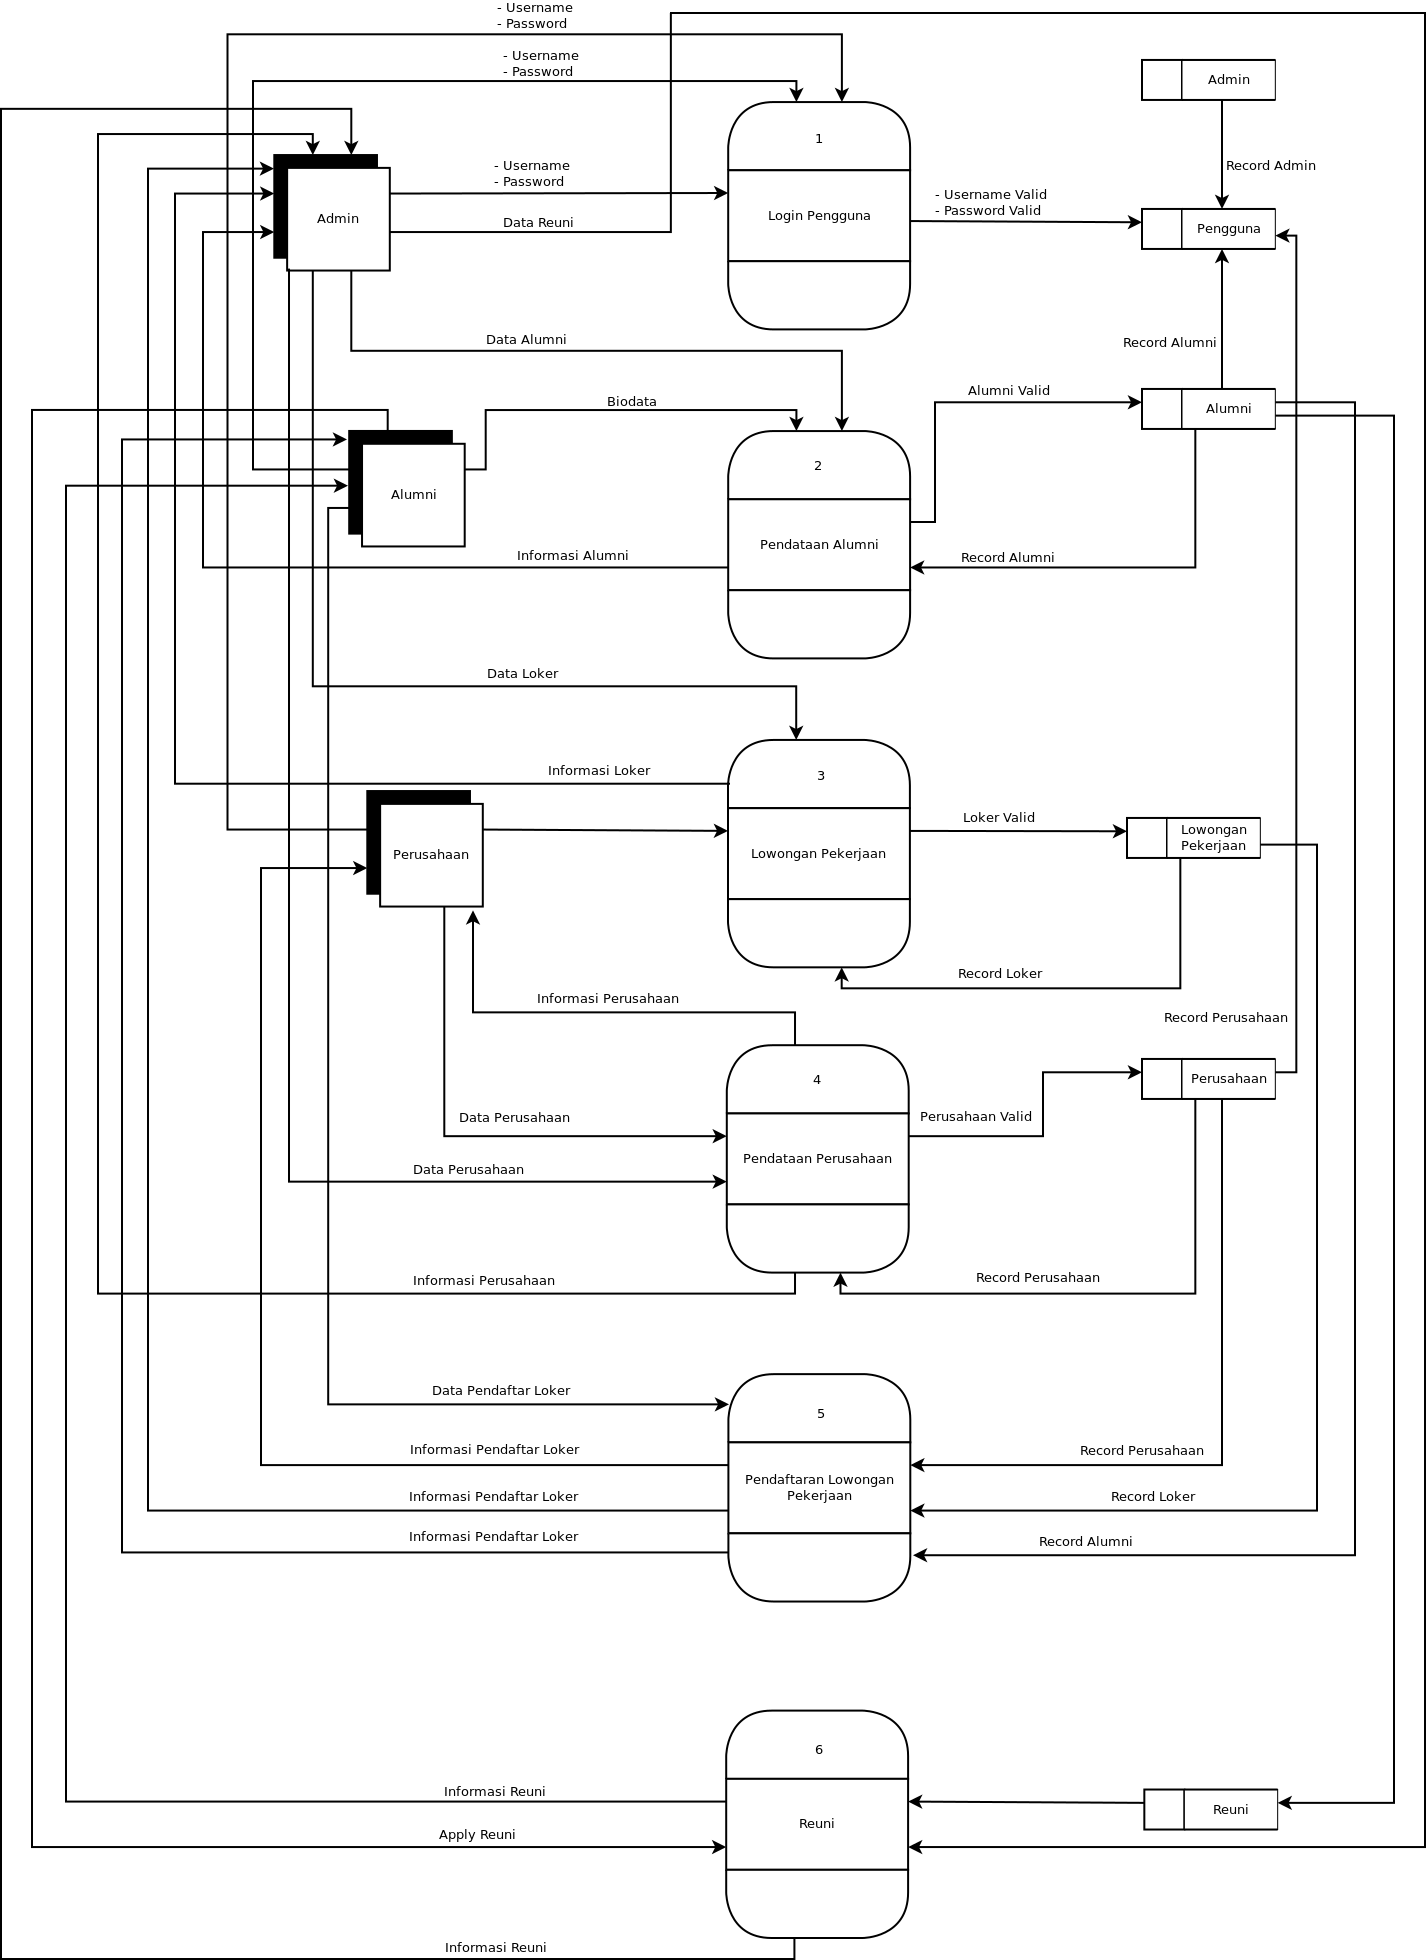 - Username
- Password
- Username
- Password
Admin
1
- Username
- Password
Record Admin
- Username Valid
- Password Valid
Admin
Login Pengguna
Data Reuni
Pengguna
Data Alumni
Record Alumni
Alumni Valid
Biodata
Alumni
2
Alumni
Pendataan Alumni
Informasi Alumni
Record Alumni
Data Loker
Informasi Loker
3
Loker Valid
Lowongan
Pekerjaan
Perusahaan
Lowongan Pekerjaan
Record Loker
Informasi Perusahaan
Record Perusahaan
4
Perusahaan
Data Perusahaan
Perusahaan Valid
Pendataan Perusahaan
Data Perusahaan
Informasi Perusahaan
Record Perusahaan
Data Pendaftar Loker
5
Informasi Pendaftar Loker
Record Perusahaan
Pendaftaran Lowongan
Pekerjaan
Informasi Pendaftar Loker
Record Loker
Informasi Pendaftar Loker
Record Alumni
6
Informasi Reuni
Reuni
Reuni
Apply Reuni
Informasi Reuni